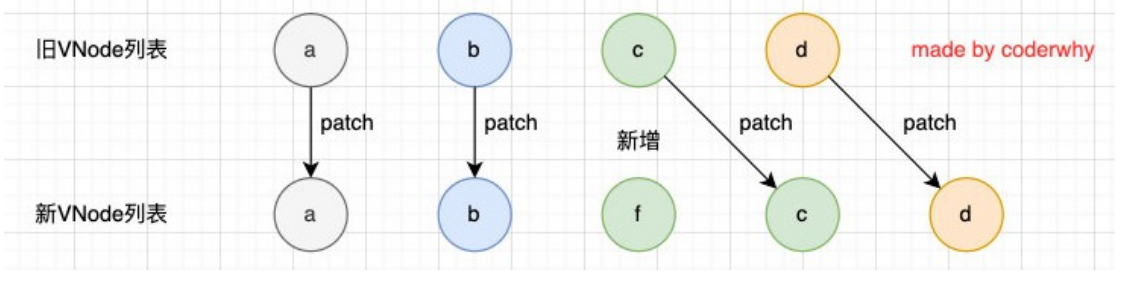 旧VNode列表 a b c d made by coderwhy
patch patch 新增 patch patch
新VNode列表 a b f c d